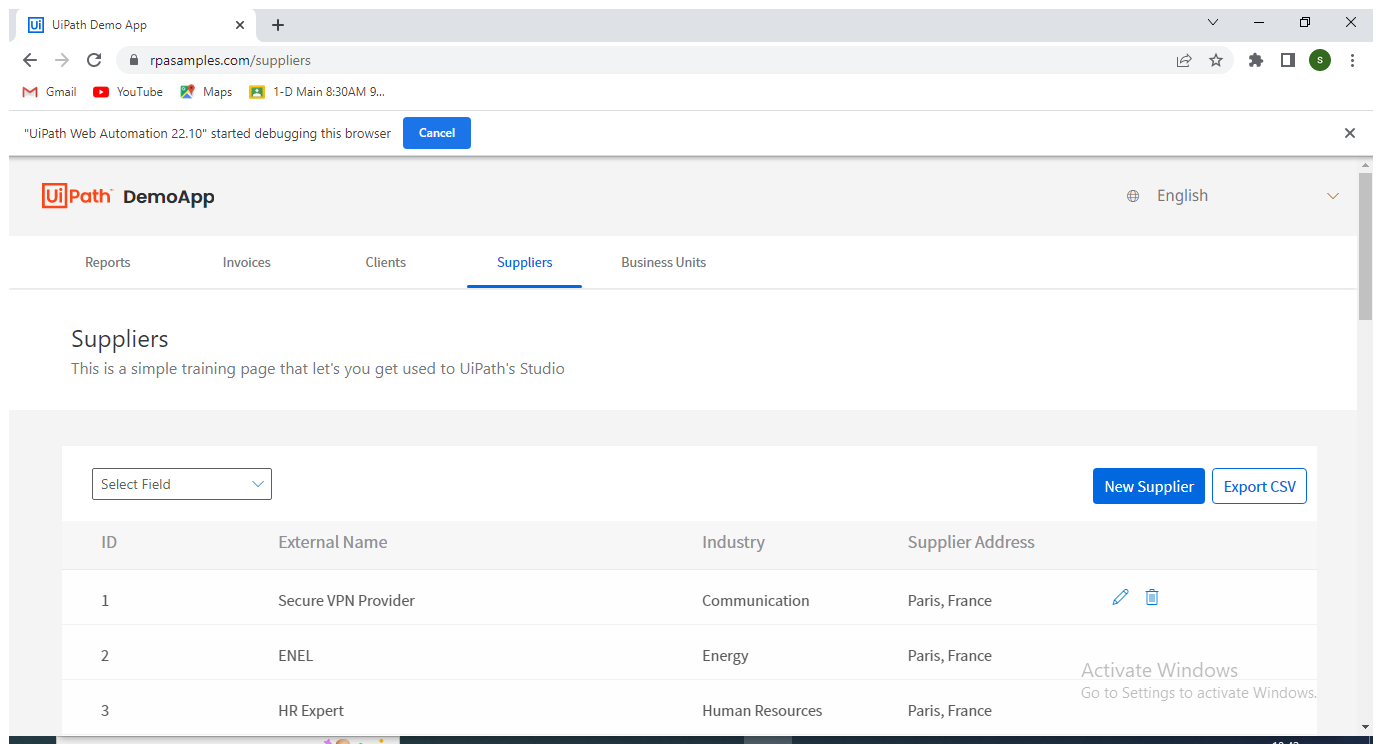 UiPath Demo App
rpasamples.com/suppliers
S
Gmail YouTube Maps 1-D Main 8:30AM 9...
"UiPath Web Automation 22.10" started debugging this browser Cancel
UiPath DemoApp English
Reports Invoices Clients Suppliers Business Units
Suppliers
This is a simple training page that let's you get used to UiPath's Studio
Select Field New Supplier Export CSV
ID External Name Industry Supplier Address
1 Secure VPN Provider Communication Paris, France
2 ENEL Energy Paris, France
Activate Windows
Go to Settings to activate Windows.
3 HR Expert Human Resources Paris, France